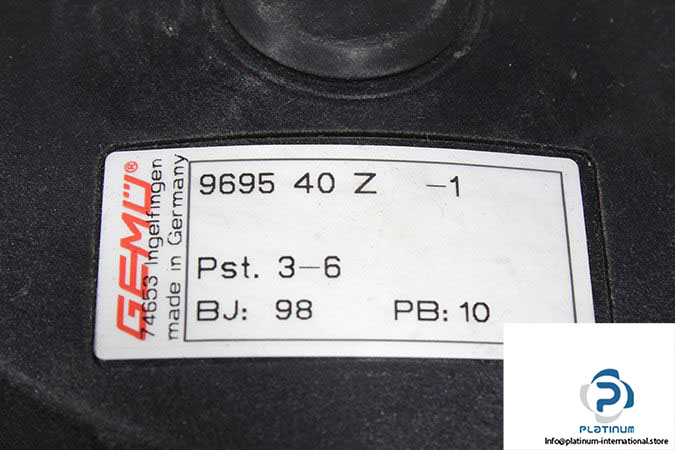 GEMÜ®
74653 Ingelfingen
made in Germany
9695 40 Z -1
Pst. 3-6
BJ: 98 PB: 10
P
PLATINUM
Info@platinum-international.store